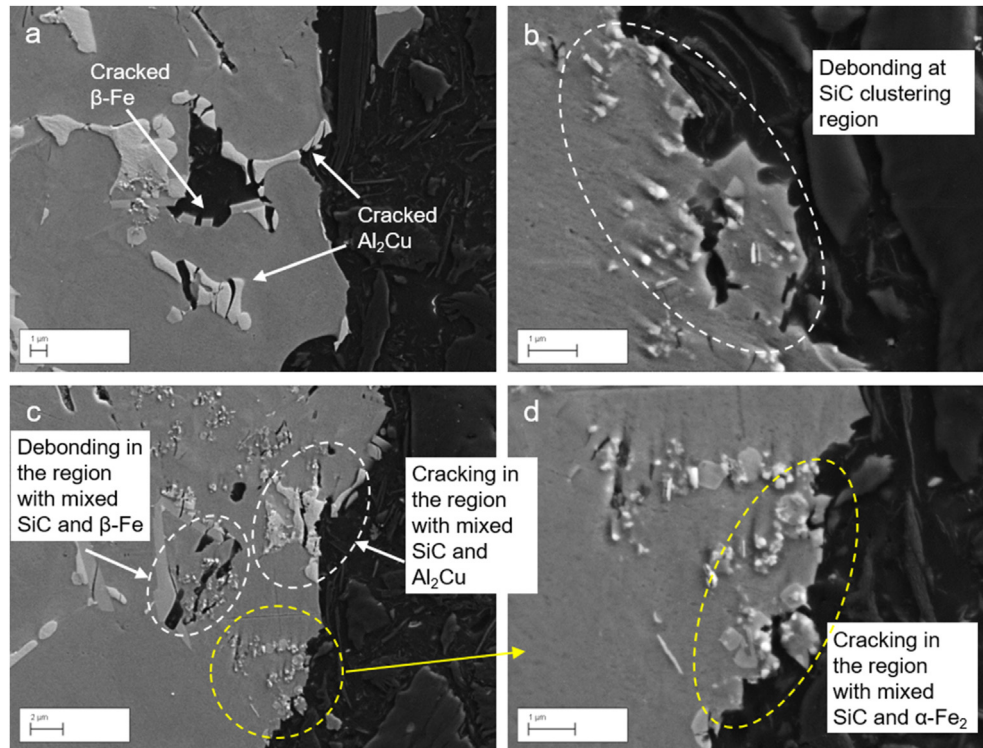 a
Cracked
β-Fe
Cracked
Al₂Cu
1 µm
b
Debonding at
SiC clustering
region
1 µm
c
Debonding in
the region
with mixed
SiC and β-Fe
Cracking in
the region
with mixed
SiC and
Al₂Cu
2 µm
d
Cracking in
the region
with mixed
SiC and α-Fe₂
1 µm